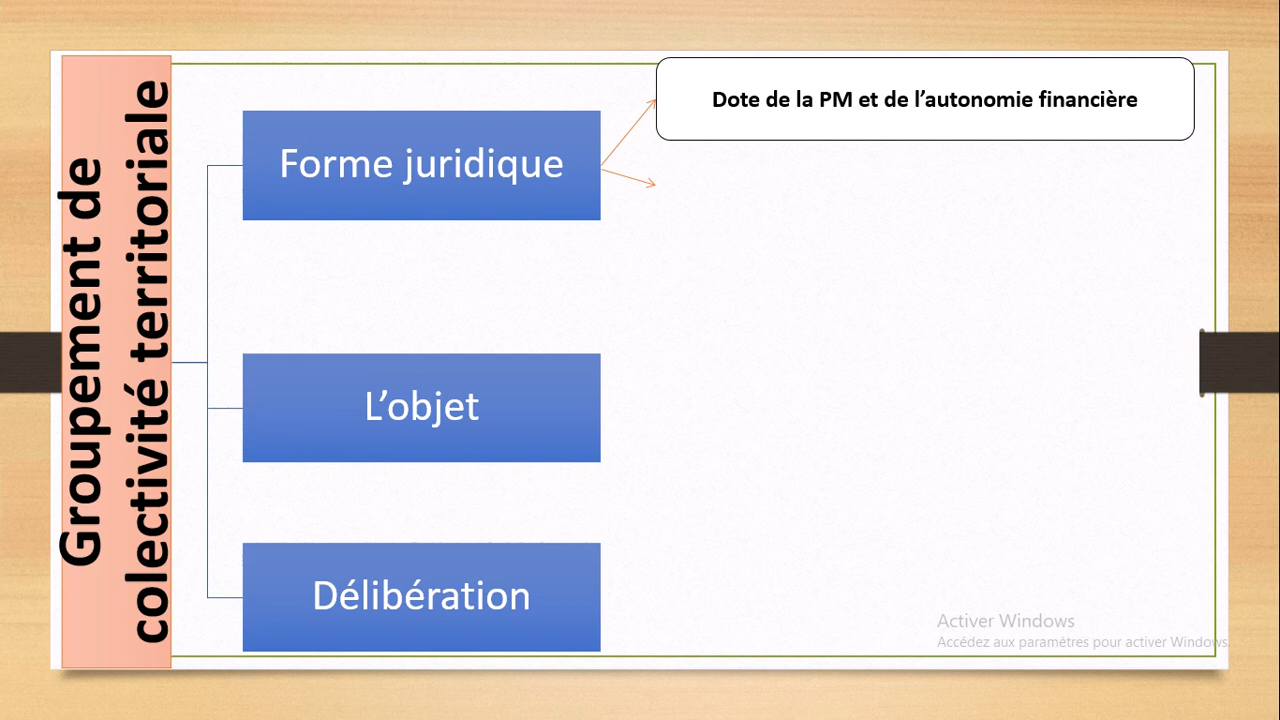 Groupement de
colectivité territoriale
Forme juridique
Dote de la PM et de l’autonomie financière
L’objet
Délibération
Activer Windows
Accédez aux paramètres pour activer Windows.